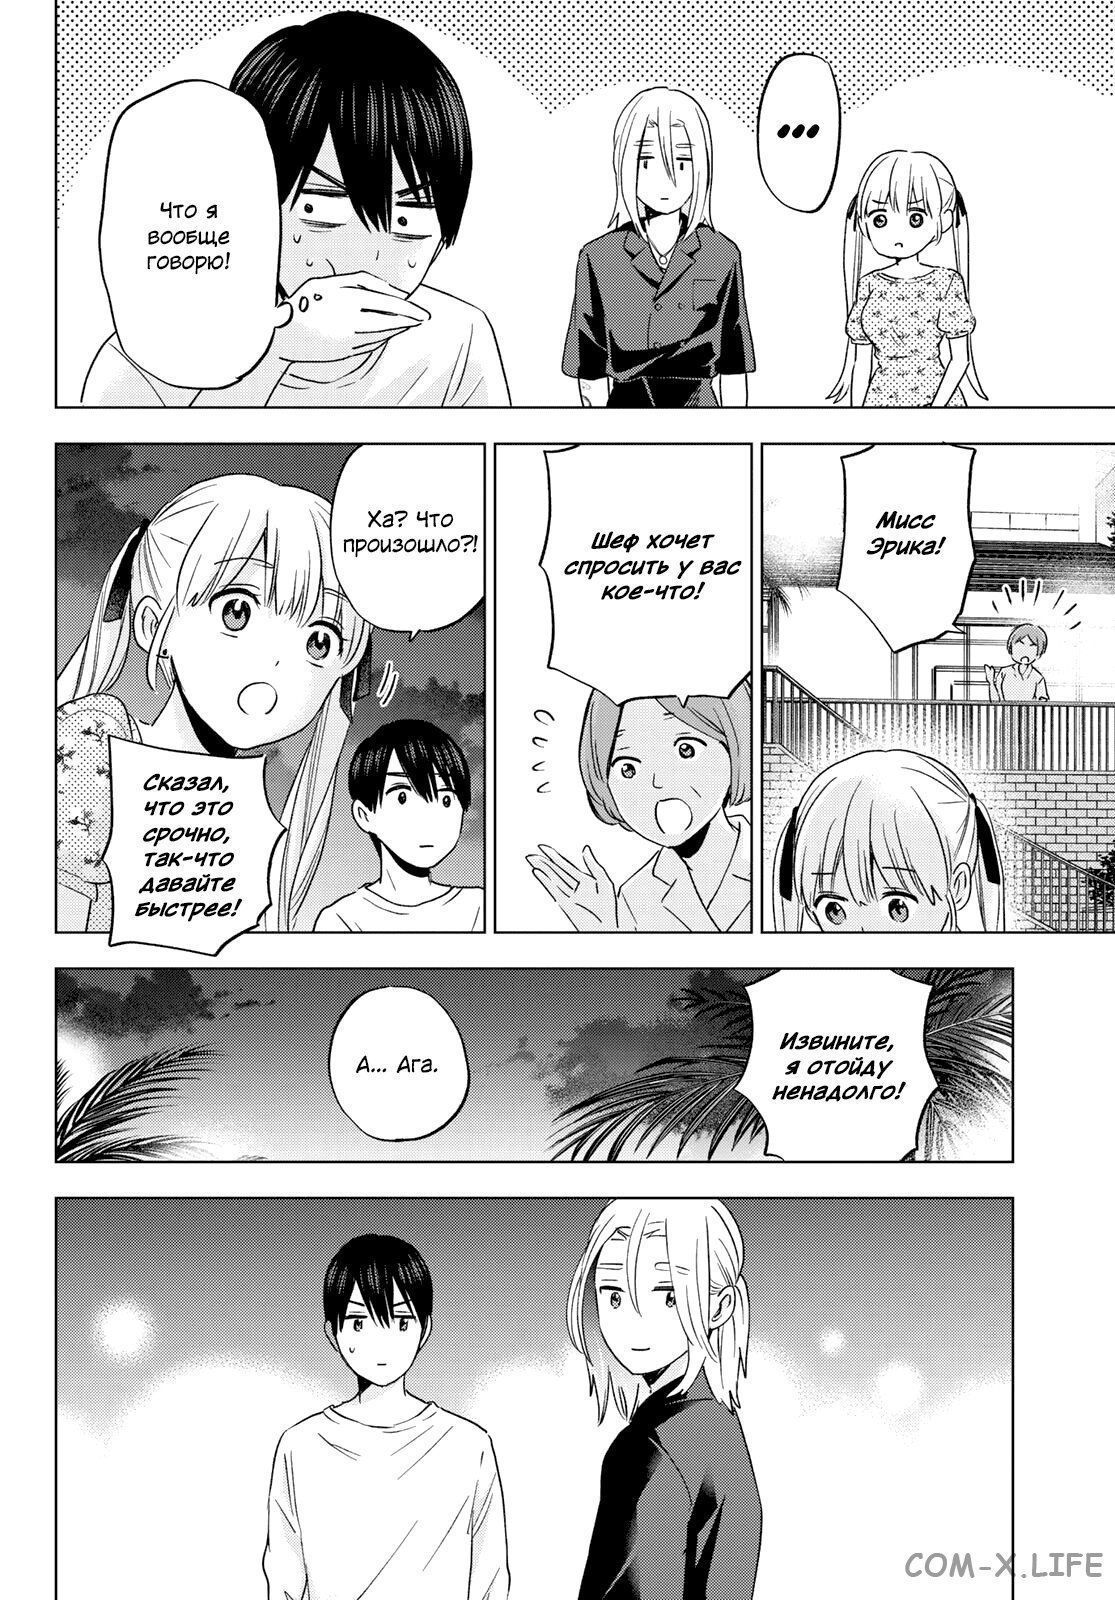 ...
Что я
вообще
говорю!
Мисс
Эрика!
Шеф хочет
спросить у вас
кое-что!
Ха? Что
произошло?!
Сказал,
что это
срочно,
так-что
давайте
быстрее!
Извините,
я отойду
ненадолго!
А... Ага.
COM-X.LIFE